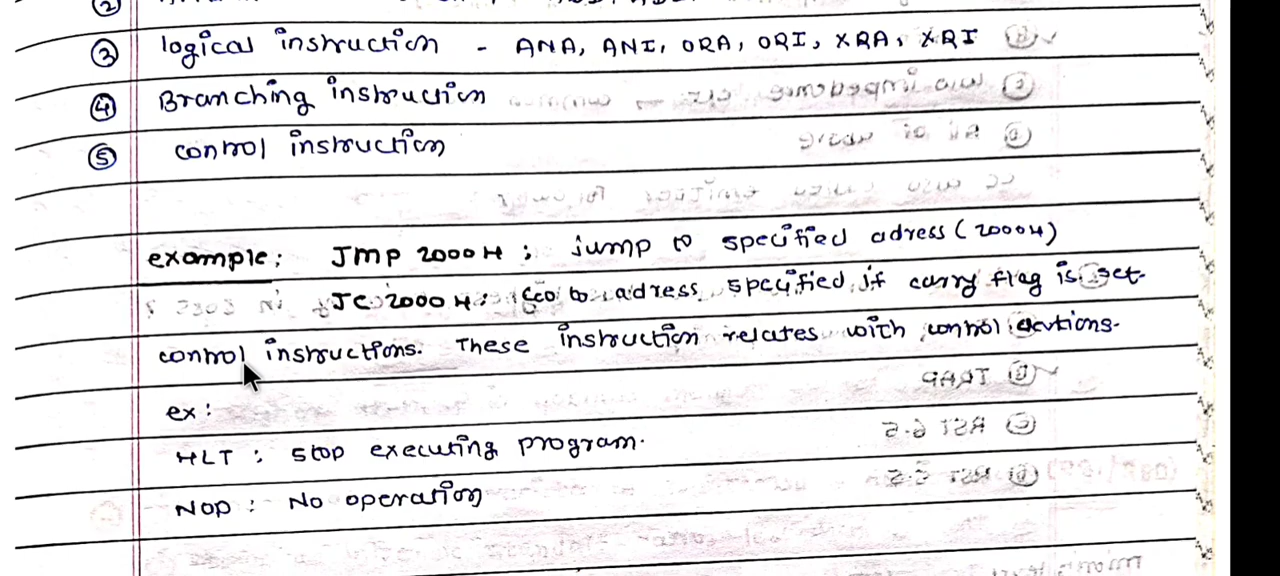 ③ logical instruction - ANA, ANI, ORA, ORI, XRA, XRI
④ Branching instruction
⑤ control instruction
example: JMP 2000H ; jump to specified adress (2000H)
JC 2000H: Go to adress specified if carry flag is set.
control instructions. These instruction relates with control
ex:
HLT : stop executing program.
NOP : No operation